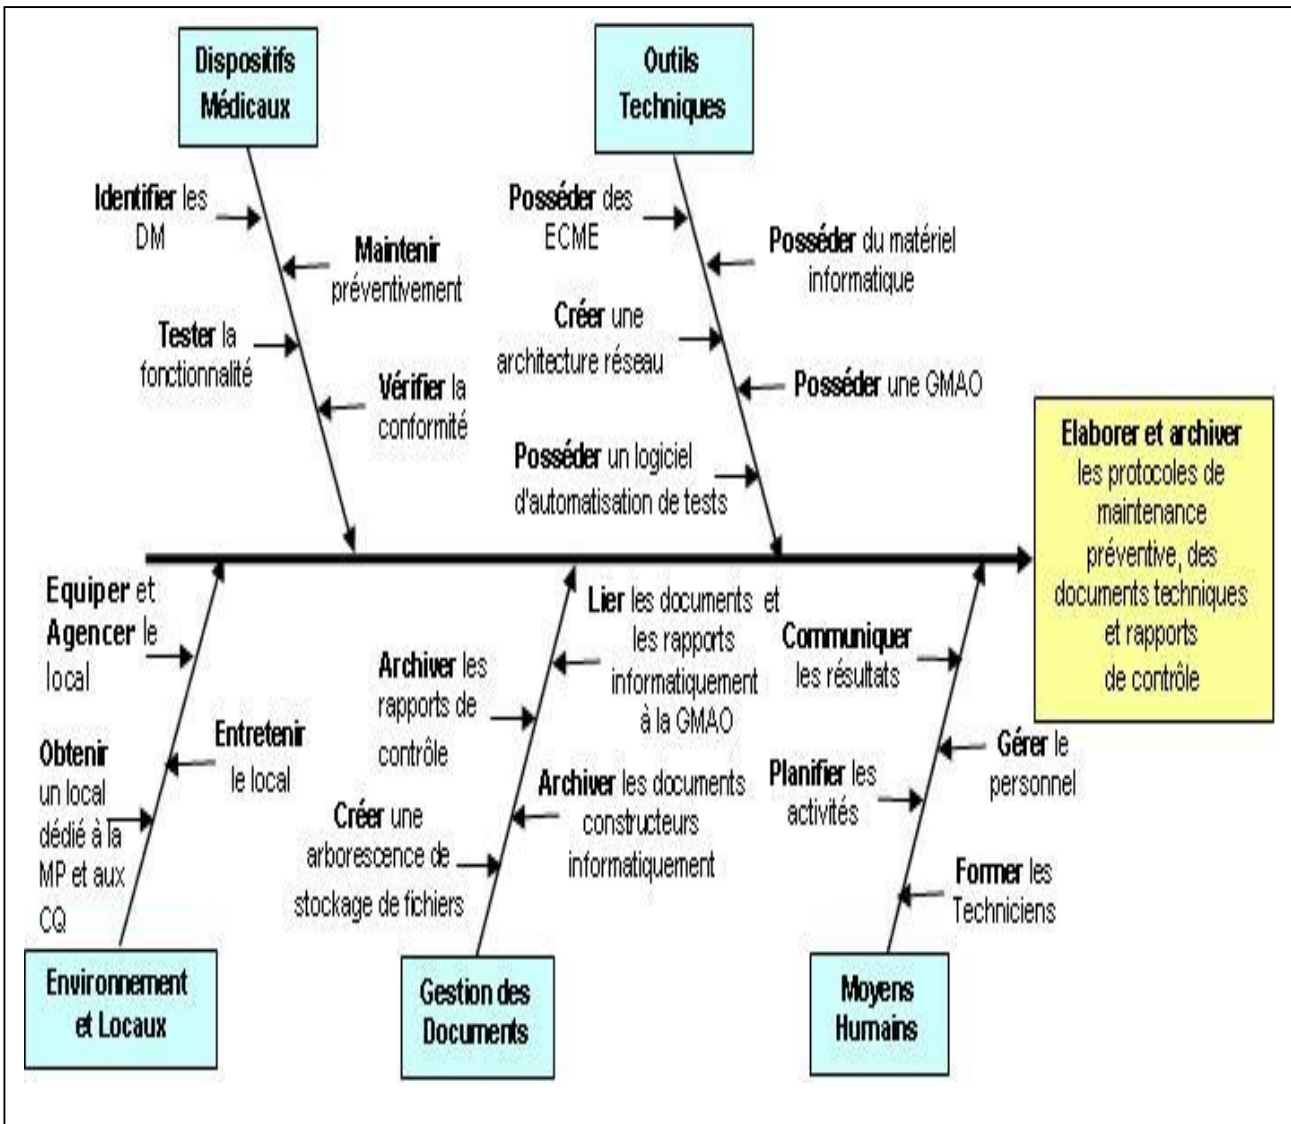 Dispositifs
Médicaux
Outils
Techniques
Identifier les
DM
Maintenir
préventivement
Tester la
fonctionnalité
Vérifier la
conformité
Posséder des
ECME
Posséder du matériel
informatique
Créer une
architecture réseau
Posséder une GMAO
Posséder un logiciel
d'automatisation de tests
Elaborer et archiver
les protocoles de
maintenance
préventive, des
documents techniques
et rapports
de contrôle
Equiper et
Agencer le
local
Entretenir
le local
Obtenir
un local
dédié à la
MP et aux
CQ
Lier les documents et
les rapports
informatiquement
à la GMAO
Archiver les
rapports de
contrôle
Archiver les documents
constructeurs
informatiquement
Créer une
arborescence de
stockage de fichiers
Communiquer
les résultats
Gérer le
personnel
Planifier les
activités
Former les
Techniciens
Environnement
et Locaux
Gestion des
Documents
Moyens
Humains